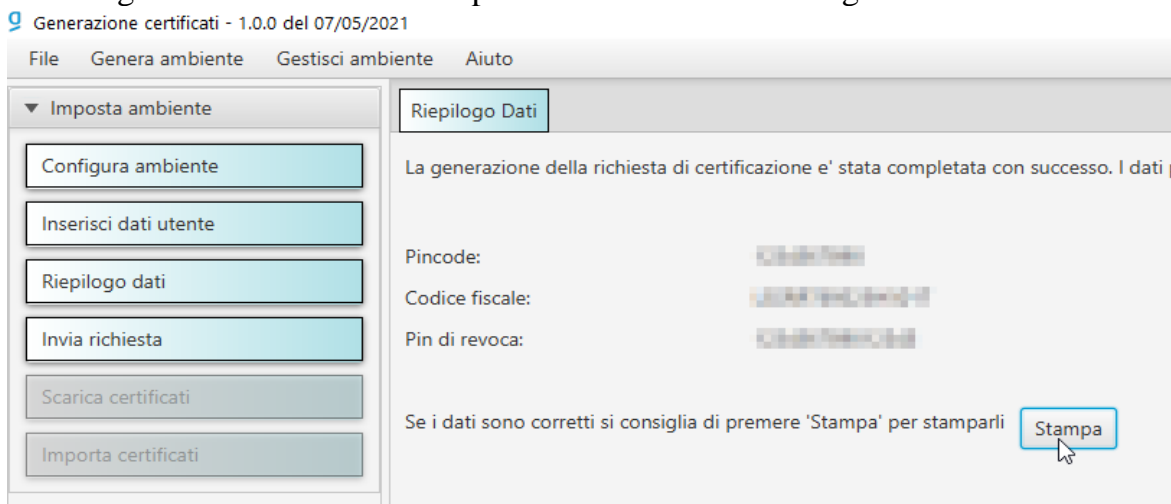 Generazione certificati - 1.0.0 del 07/05/2021
File Genera ambiente Gestisci ambiente Aiuto
▼ Imposta ambiente
Configura ambiente
Inserisci dati utente
Riepilogo dati
Invia richiesta
Scarica certificati
Importa certificati
Riepilogo Dati
La generazione della richiesta di certificazione e' stata completata con successo. I dati
Pincode:
Codice fiscale:
Pin di revoca:
Se i dati sono corretti si consiglia di premere 'Stampa' per stamparli
Stampa